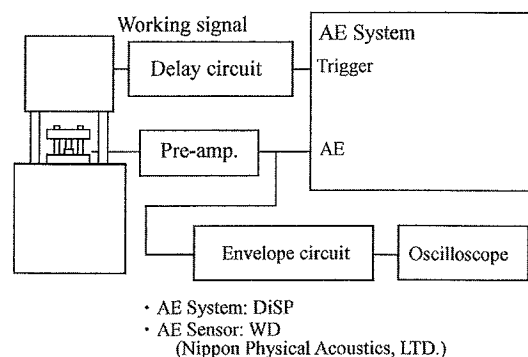 Working signal
AE System
Delay circuit
Trigger
Pre-amp.
AE
Envelope circuit
Oscilloscope
・AE System: DiSP
・AE Sensor: WD
(Nippon Physical Acoustics, LTD.)